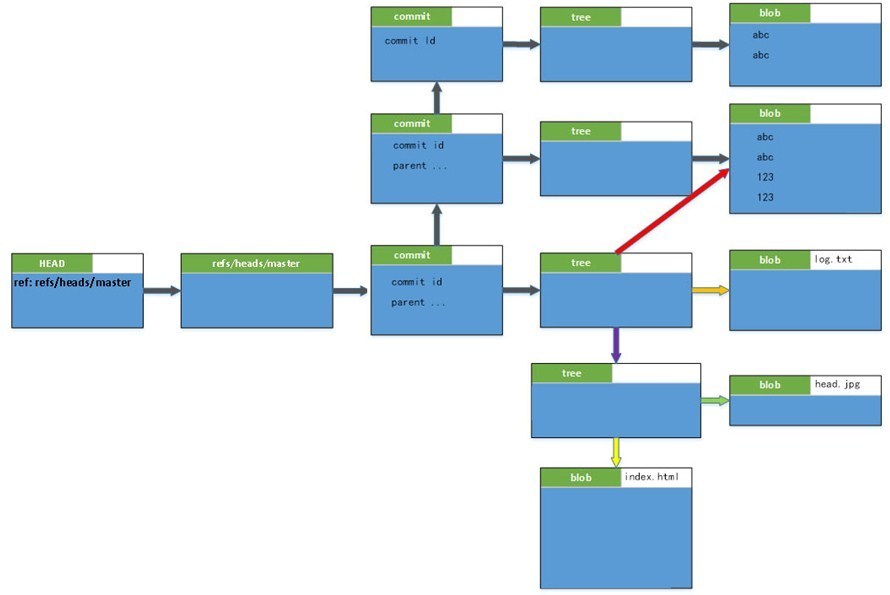 commit
tree
blob
commit Id
abc
abc
commit
tree
blob
commit id
parent ...
abc
abc
123
123
HEAD
refs/heads/master
commit
tree
blob
log.txt
ref: refs/heads/master
commit id
parent ...
tree
blob
head.jpg
blob
index.html